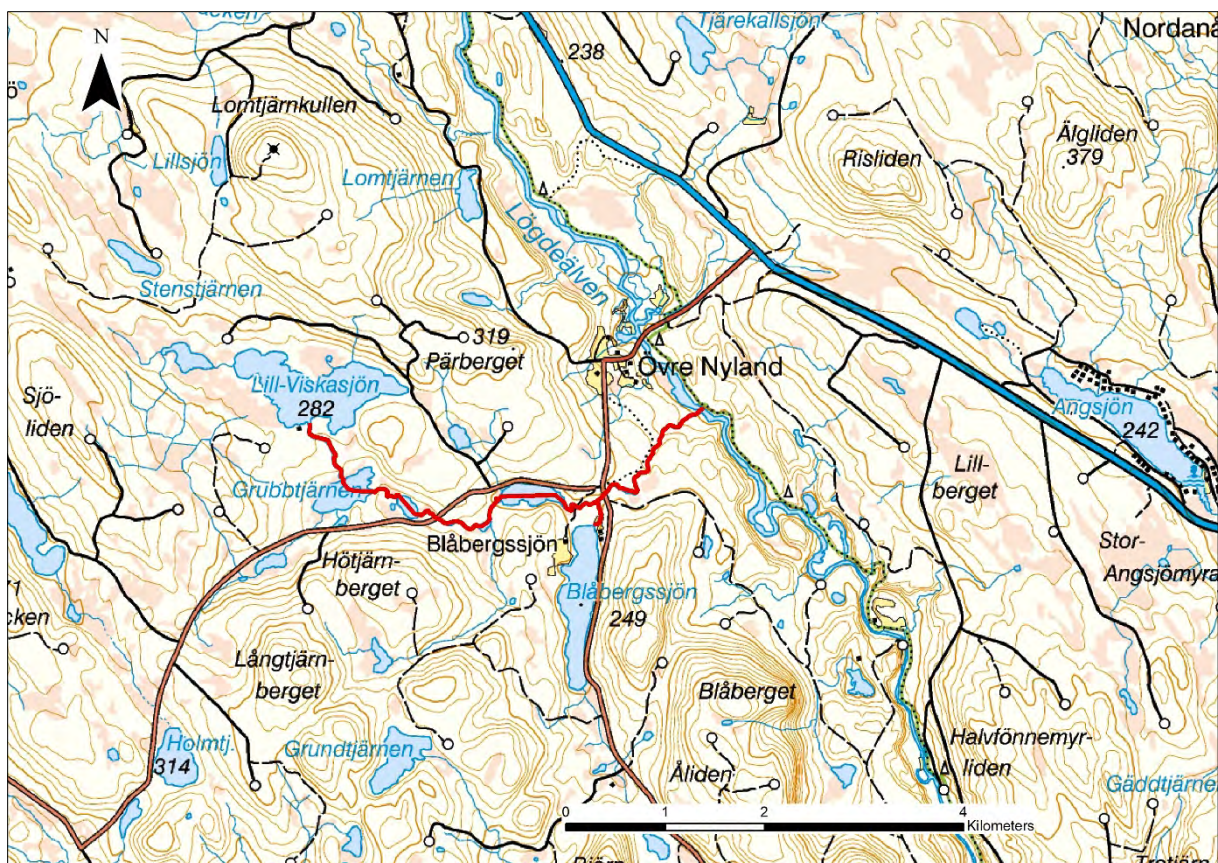 Tjärekallsjön
Nordanå
N
238
Lomtjärnkullen
Älgliden
379
Risliden
Lillsjön
Lomtjärnen
Lögdeälven
Stenstjärnen
319
Pärberget
Övre Nyland
Lill-Viskasjön
282
Sjö-
liden
Angsjön
242
Lill-
berget
Grubbtjärnen
Blåbergssjön
Stor-
Angsjömyra
Hötjärn-
berget
Blåbergssjön
249
cken
Långtjärn-
berget
Blåberget
Holmtj.
314
Grundtjärnen
Halvfönnemyr-
liden
Åliden
Gäddtjärne
0 2 4
Kilometers